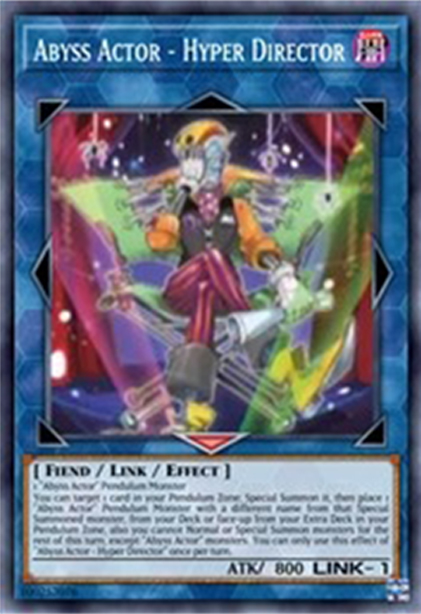 Abyss Actor - Hyper Director
[ Fiend / Link / Effect ]
1 "Abyss Actor" Pendulum Monster
You can target 1 card in your Pendulum Zone; Special Summon it, then place 1
"Abyss Actor" Pendulum Monster with a different name from that Special
Summoned monster, from your Deck or face-up from your Extra Deck in your
Pendulum Zone, also you cannot Normal or Special Summon monsters for the
rest of this turn, except "Abyss Actor" monsters. You can only use this effect of
"Abyss Actor - Hyper Director" once per turn.
ATK/ 800 LINK- 1